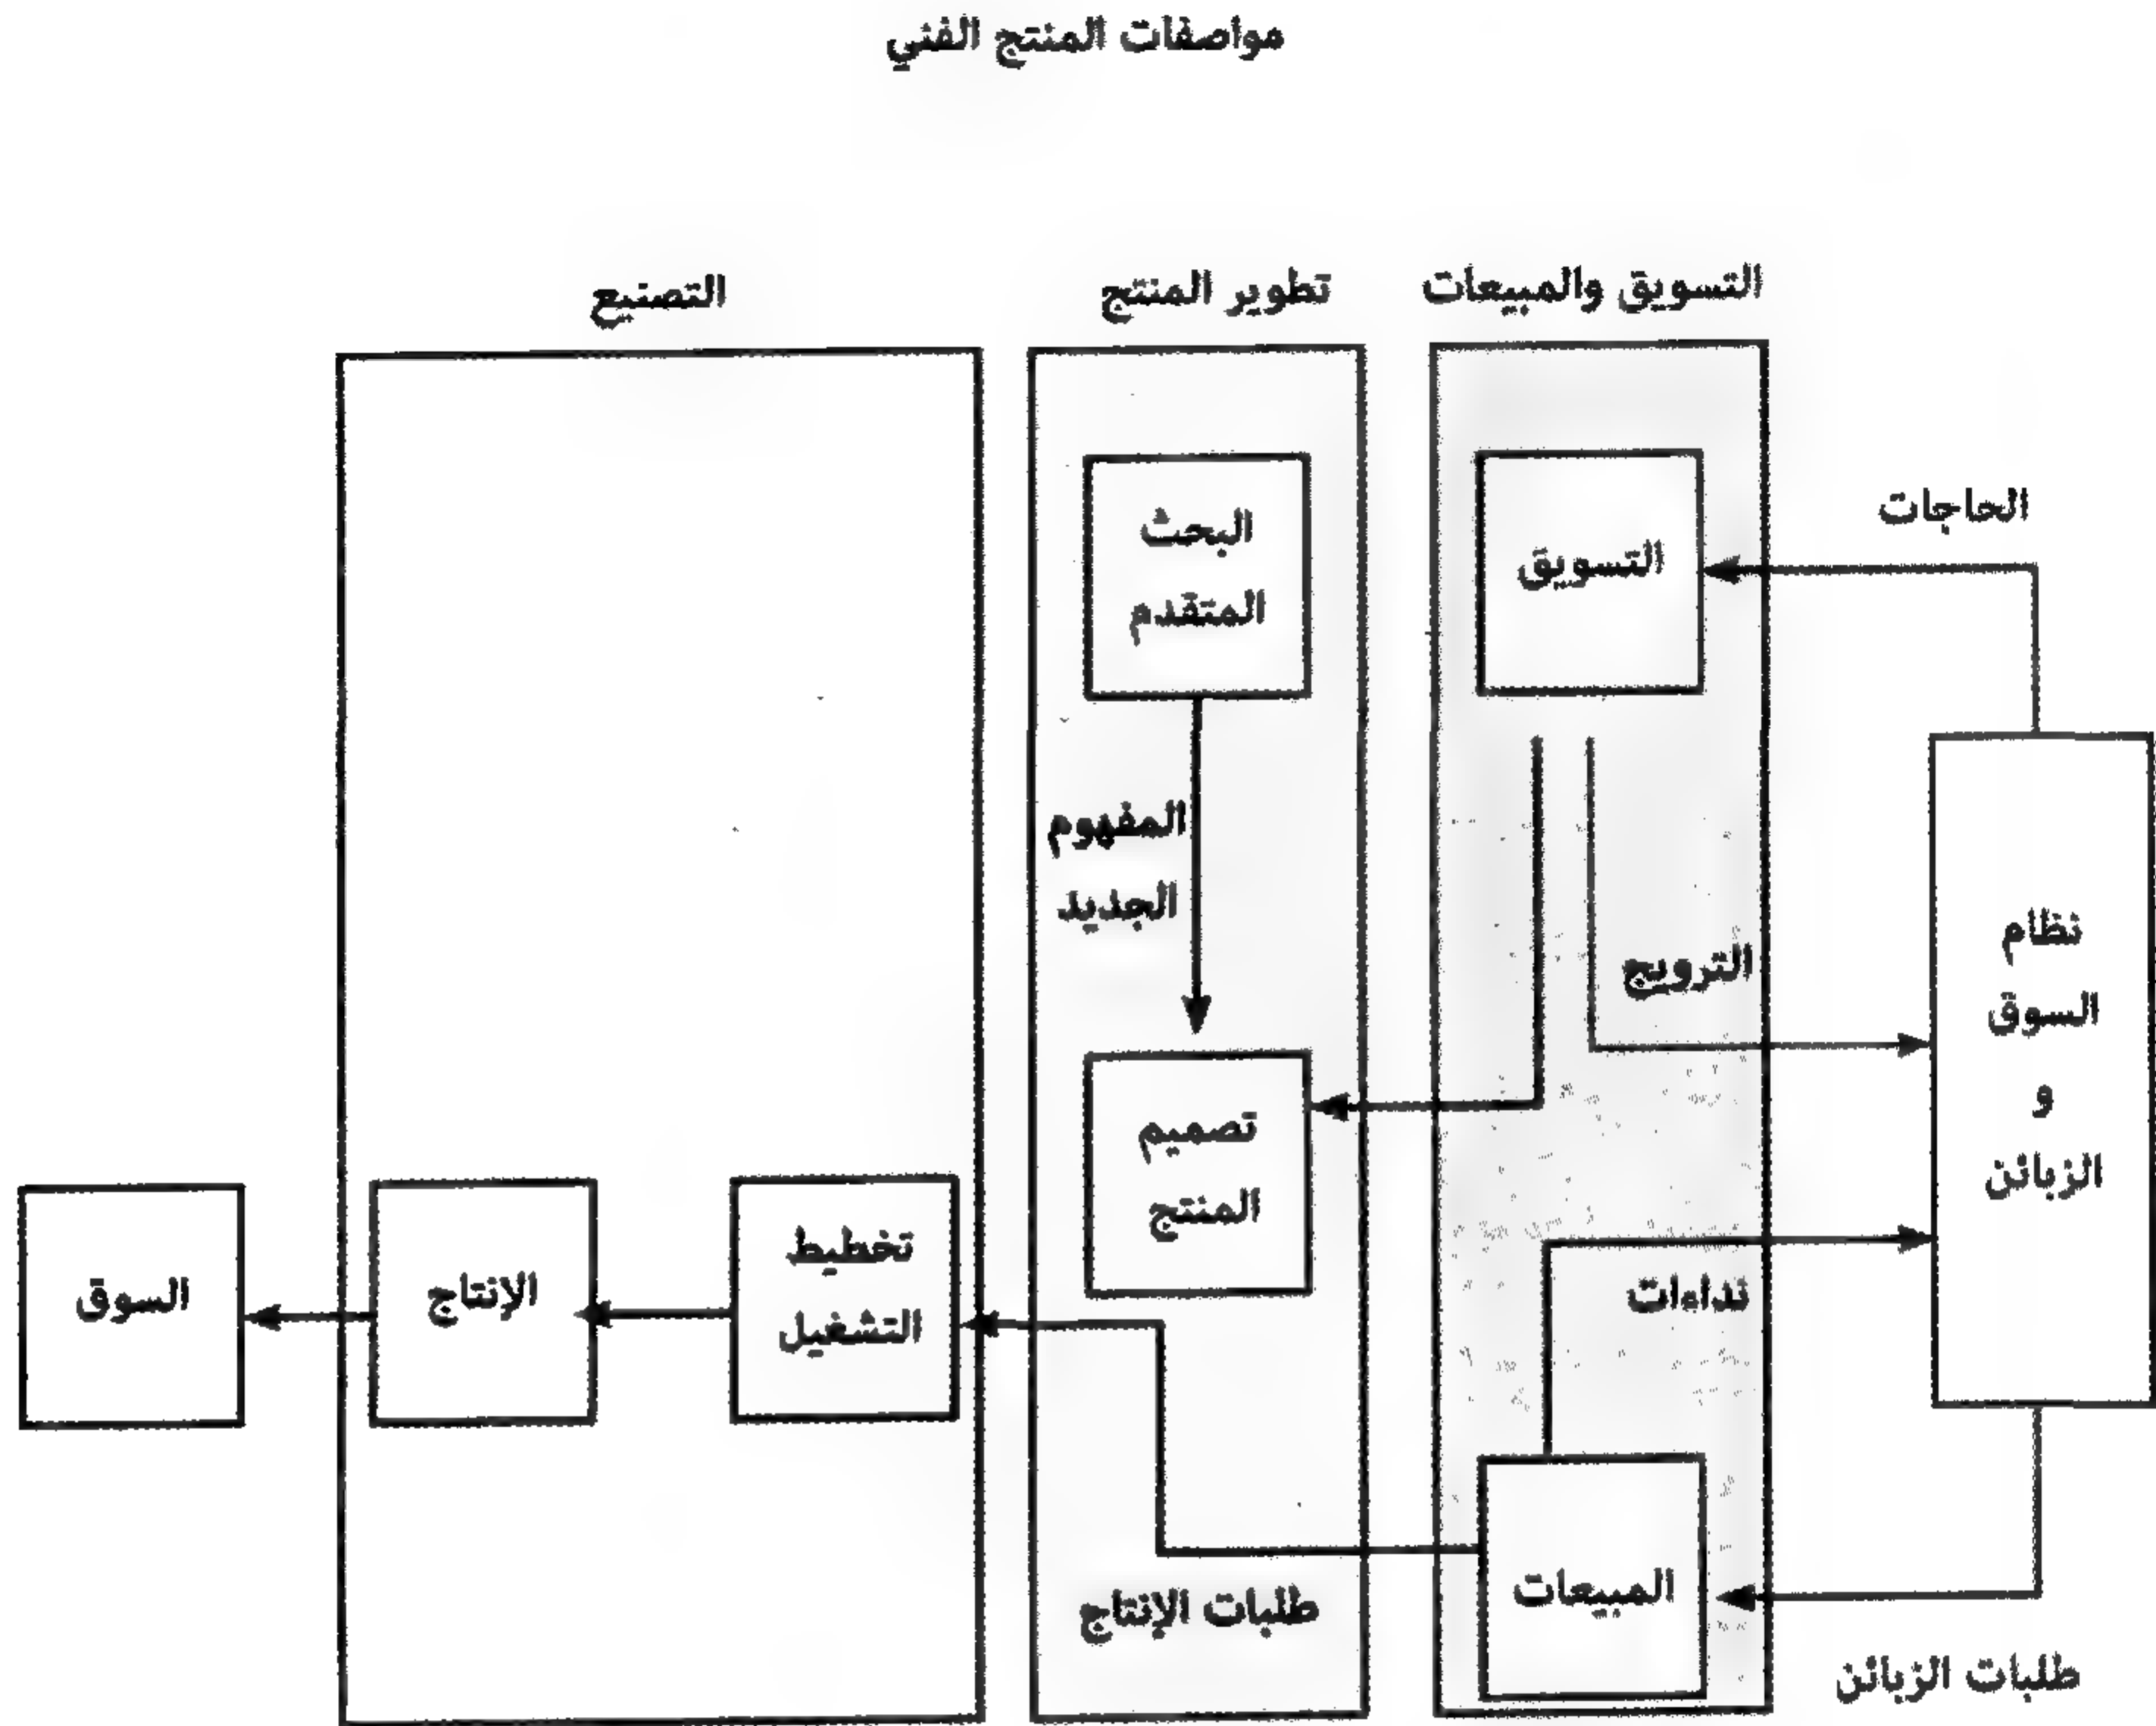 مواصفات المنتج الفني
التسويق والمبيعات
تطوير المنتج
التصنيع
الحاجات
التسويق
البحث
المتقدم
المفهوم
الجديد
الترويج
نظام
السوق
و
الزبائن
تصميم
المنتج
نداءات
تخطيط
التشغيل
الإنتاج
السوق
المبيعات
طلبات الإنتاج
طلبات الزبائن